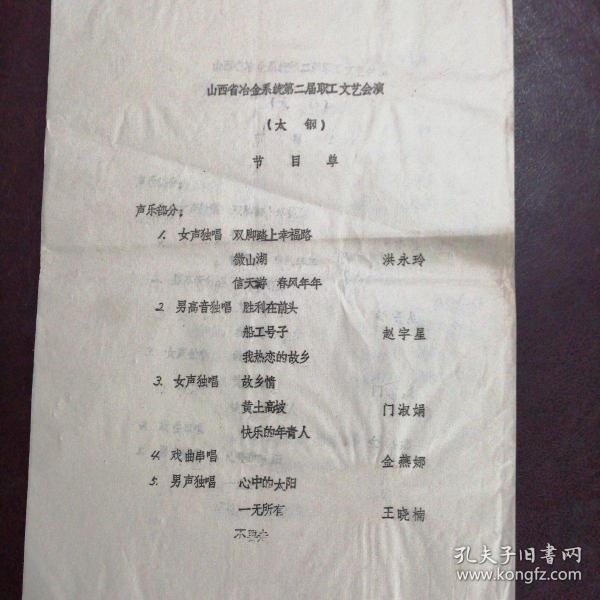 山西省冶金系统第二届职工文艺会演
（太 钢）
节 目 单
声乐部分：
1. 女声独唱 双脚踏上幸福路
微山湖 洪永玲
信天游 春风年年
2. 男高音独唱 胜利在前头
船工号子 赵宇星
我热恋的故乡
3. 女声独唱 故乡情
黄土高坡 门淑娟
快乐的年青人
4. 戏曲串唱 金燕娜
5. 男声独唱 心中的太阳
一无所有 王晓楠
孔夫子旧书网
www.kongfz.com